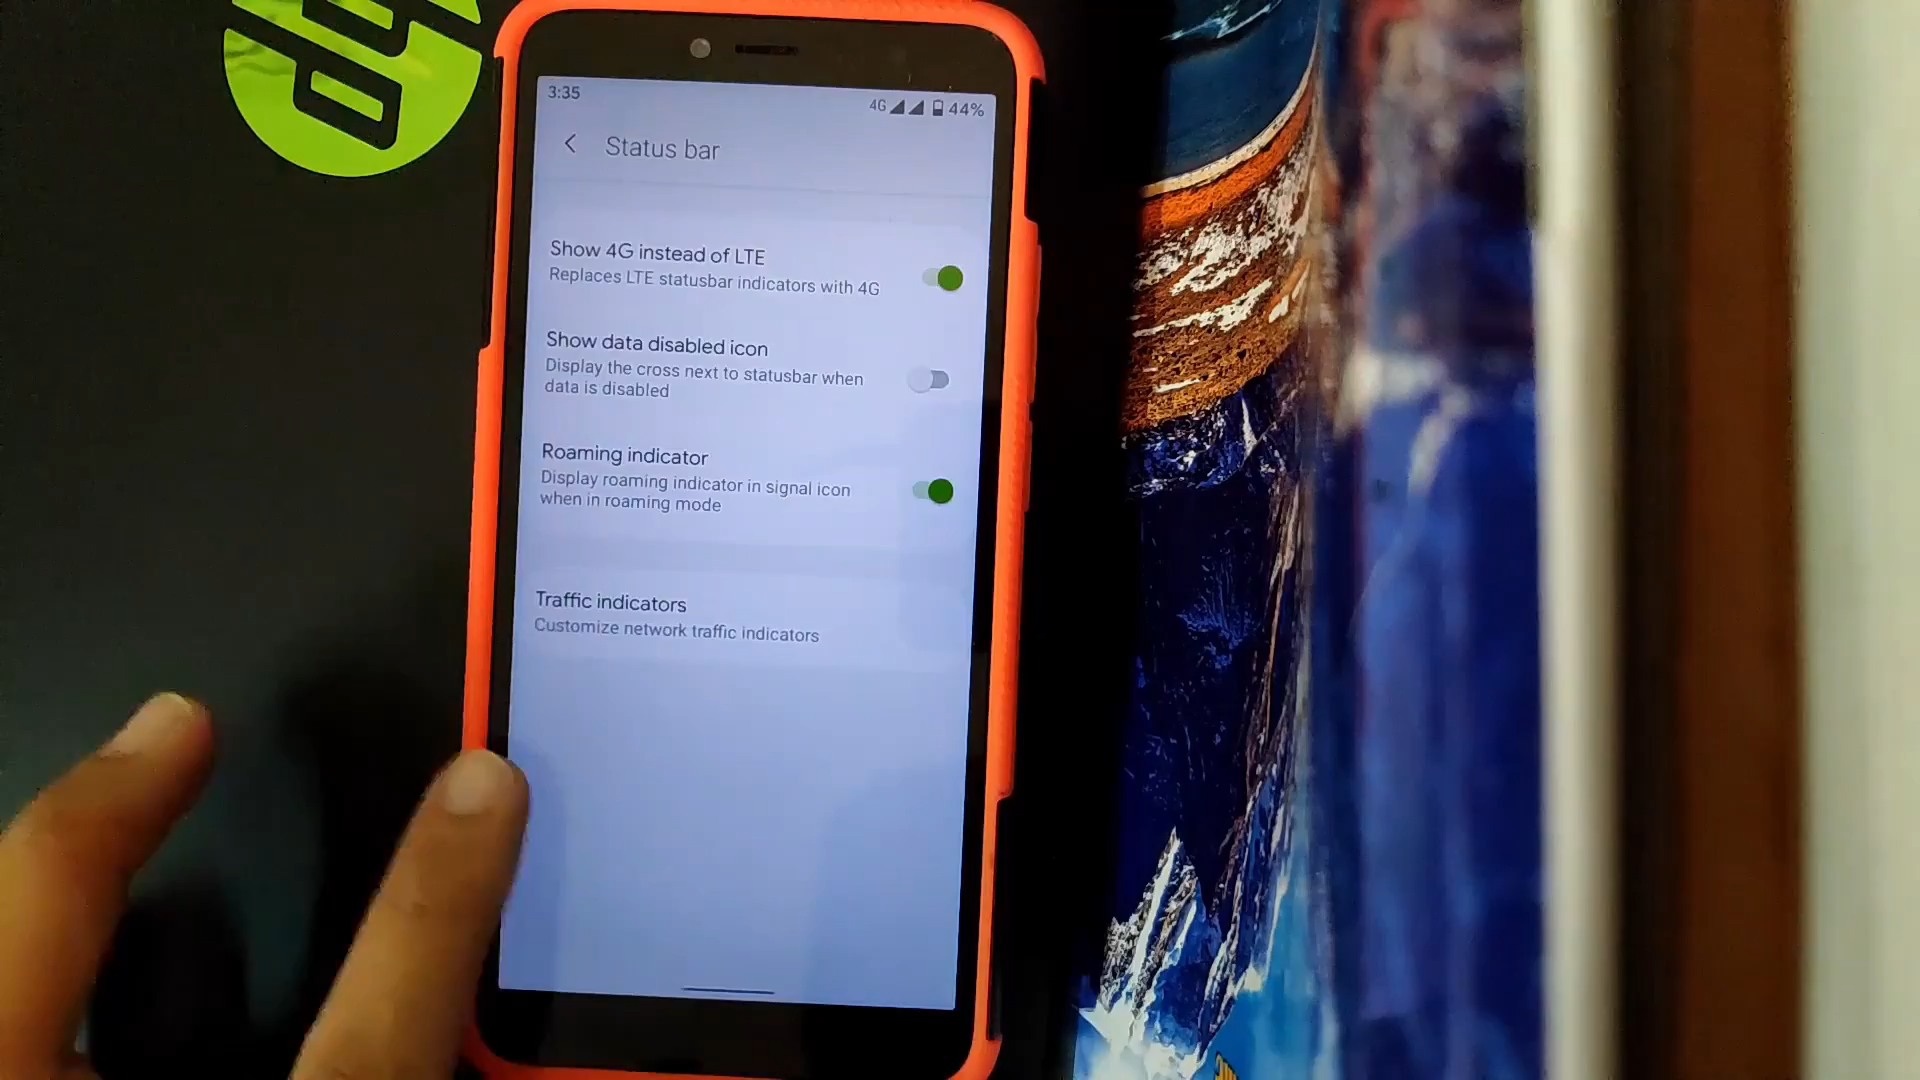 hp
3:35
4G 44%
Status bar
Show 4G instead of LTE
Replaces LTE statusbar indicators with 4G
Show data disabled icon
Display the cross next to statusbar when
data is disabled
Roaming indicator
Display roaming indicator in signal icon
when in roaming mode
Traffic indicators
Customize network traffic indicators